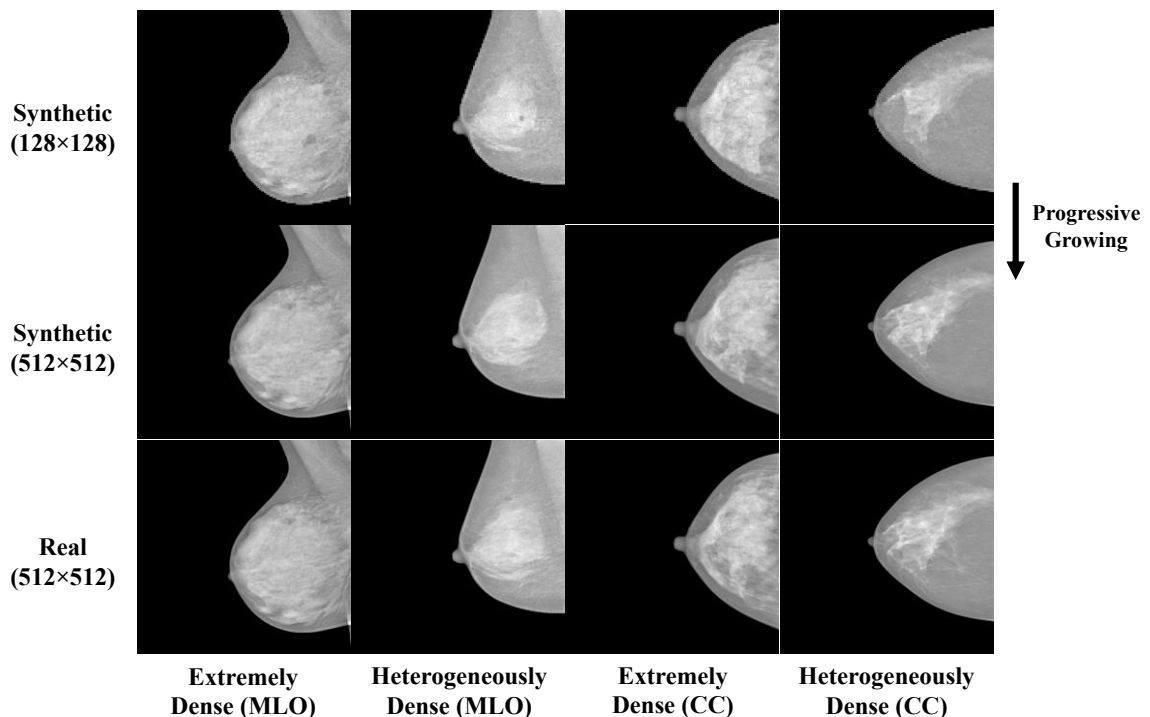 Synthetic
(128×128)
Progressive
Growing
Synthetic
(512×512)
Real
(512×512)
Extremely
Dense (MLO)
Heterogeneously
Dense (MLO)
Extremely
Dense (CC)
Heterogeneously
Dense (CC)